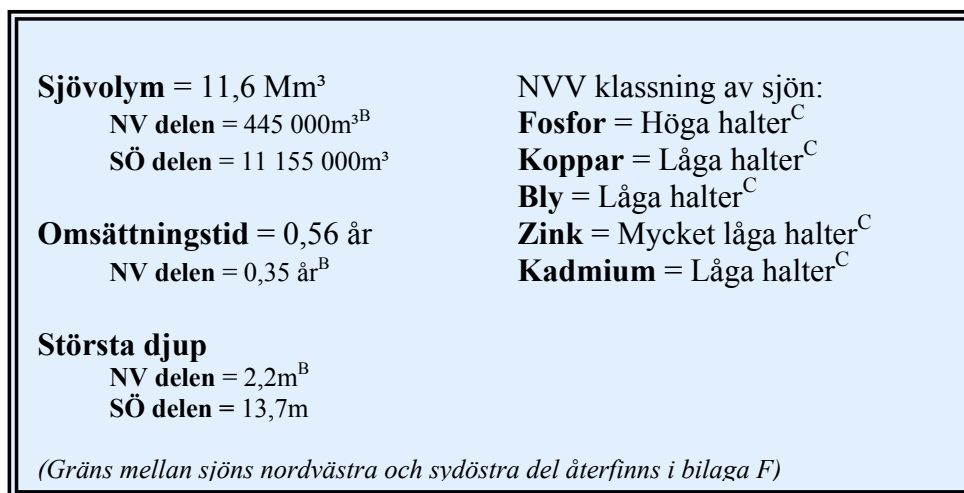 Sjövolym = 11,6 Mm³
NV delen = 445 000m³ᴮ
SÖ delen = 11 155 000m³
Omsättningstid = 0,56 år
NV delen = 0,35 årᴮ
Största djup
NV delen = 2,2mᴮ
SÖ delen = 13,7m
NVV klassning av sjön:
Fosfor = Höga halterᶜ
Koppar = Låga halterᶜ
Bly = Låga halterᶜ
Zink = Mycket låga halterᶜ
Kadmium = Låga halterᶜ
(Gräns mellan sjöns nordvästra och sydöstra del återfinns i bilaga F)